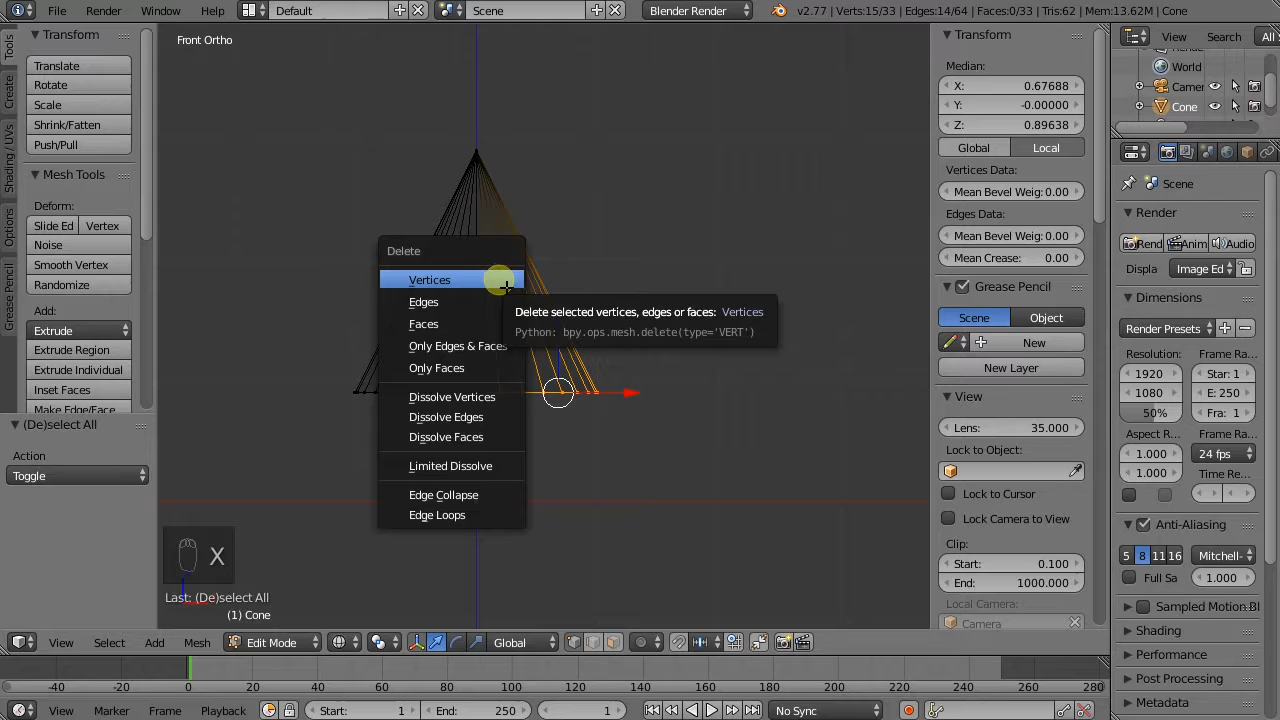 File Render Window Help Default Scene Blender Render v2.77 | Verts:15/33 | Edges:14/64 | Faces:0/33 | Tris:62 | Mem:13.62M | Cone
Tools
Create
Shading / UVs
Options
Grease Pencil
Transform
Translate
Rotate
Scale
Shrink/Fatten
Push/Pull
Mesh Tools
Deform:
Slide Ed Vertex
Noise
Smooth Vertex
Randomize
Add:
Extrude
Extrude Region
Extrude Individual
Inset Faces
Make Edge/Face
(De)select All
Action
Toggle
Front Ortho
Delete
Vertices
Edges
Faces
Only Edges & Faces
Only Faces
Dissolve Vertices
Dissolve Edges
Dissolve Faces
Limited Dissolve
Edge Collapse
Edge Loops
Delete selected vertices, edges or faces: Vertices
Python: bpy.ops.mesh.delete(type='VERT')
X
Last: (De)select All
(1) Cone
View Select Add Mesh Edit Mode Global
Transform
Median:
X: 0.67688
Y: -0.00000
Z: 0.89638
Global Local
Vertices Data:
Mean Bevel Weig: 0.00
Edges Data:
Mean Bevel Weig: 0.00
Mean Crease: 0.00
Grease Pencil
Scene Object
New
New Layer
View
Lens: 35.000
Lock to Object:
Lock to Cursor
Lock Camera to View
Clip:
Start: 0.100
End: 1000.000
Local Camera:
Camera
View Search All
World
Camer
Cone
Scene
Render
Rend Anim Audio
Displa Image Ed
Dimensions
Render Presets
Resolution: Frame Ra
1920 Star: 1
1080 E: 250
50% Fra: 1
Aspect R... Frame Ra
1.000 24 fps
1.000 Time Re...
Anti-Aliasing
5 8 11 16 Mitchell-
Full Sa 1.000
Sampled Motion Bl
Shading
Performance
Post Processing
Metadata
-40 -20 0 20 40 60 80 100 120 140 160 180 200 220 240 260 280
View Marker Frame Playback Start: 1 End: 250 1 No Sync